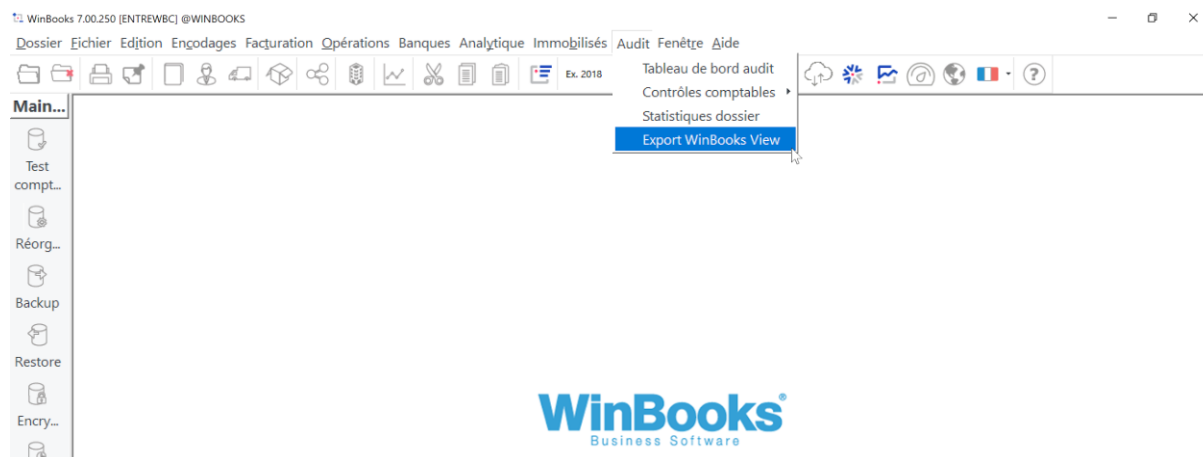 WinBooks 7.00.250 [ENTREWBC] @WINBOOKS
Dossier Fichier Edition Encodages Facturation Opérations Banques Analytique Immobilisés Audit Fenêtre Aide
Ex. 2018
Tableau de bord audit
Contrôles comptables
Statistiques dossier
Export WinBooks View
Main...
Test
compt...
Réorg...
Backup
Restore
Encry...
WinBooks®
Business Software